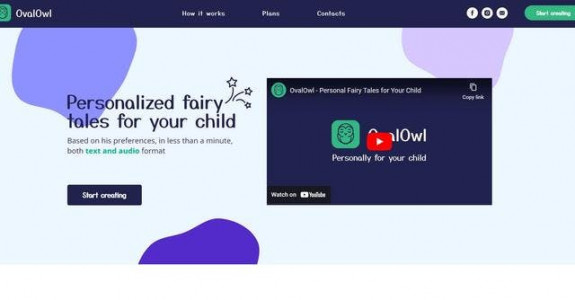 OvalOwl
How it works
Plans
Contacts
Start creating
Personalized fairy
tales for your child
Based on his preferences, in less than a minute,
both text and audio format
Start creating
OvalOwl - Personal Fairy Tales for Your Child
Copy link
OvalOwl
Personally for your child
Watch on YouTube